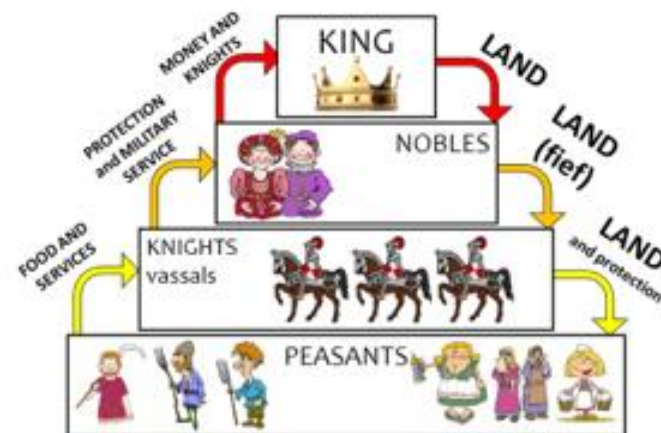 KING
MONEY AND
KNIGHTS
LAND
NOBLES
PROTECTION
and MILITARY
SERVICE
LAND
(fief)
KNIGHTS
vassals
FOOD AND
SERVICES
LAND
and protection
PEASANTS